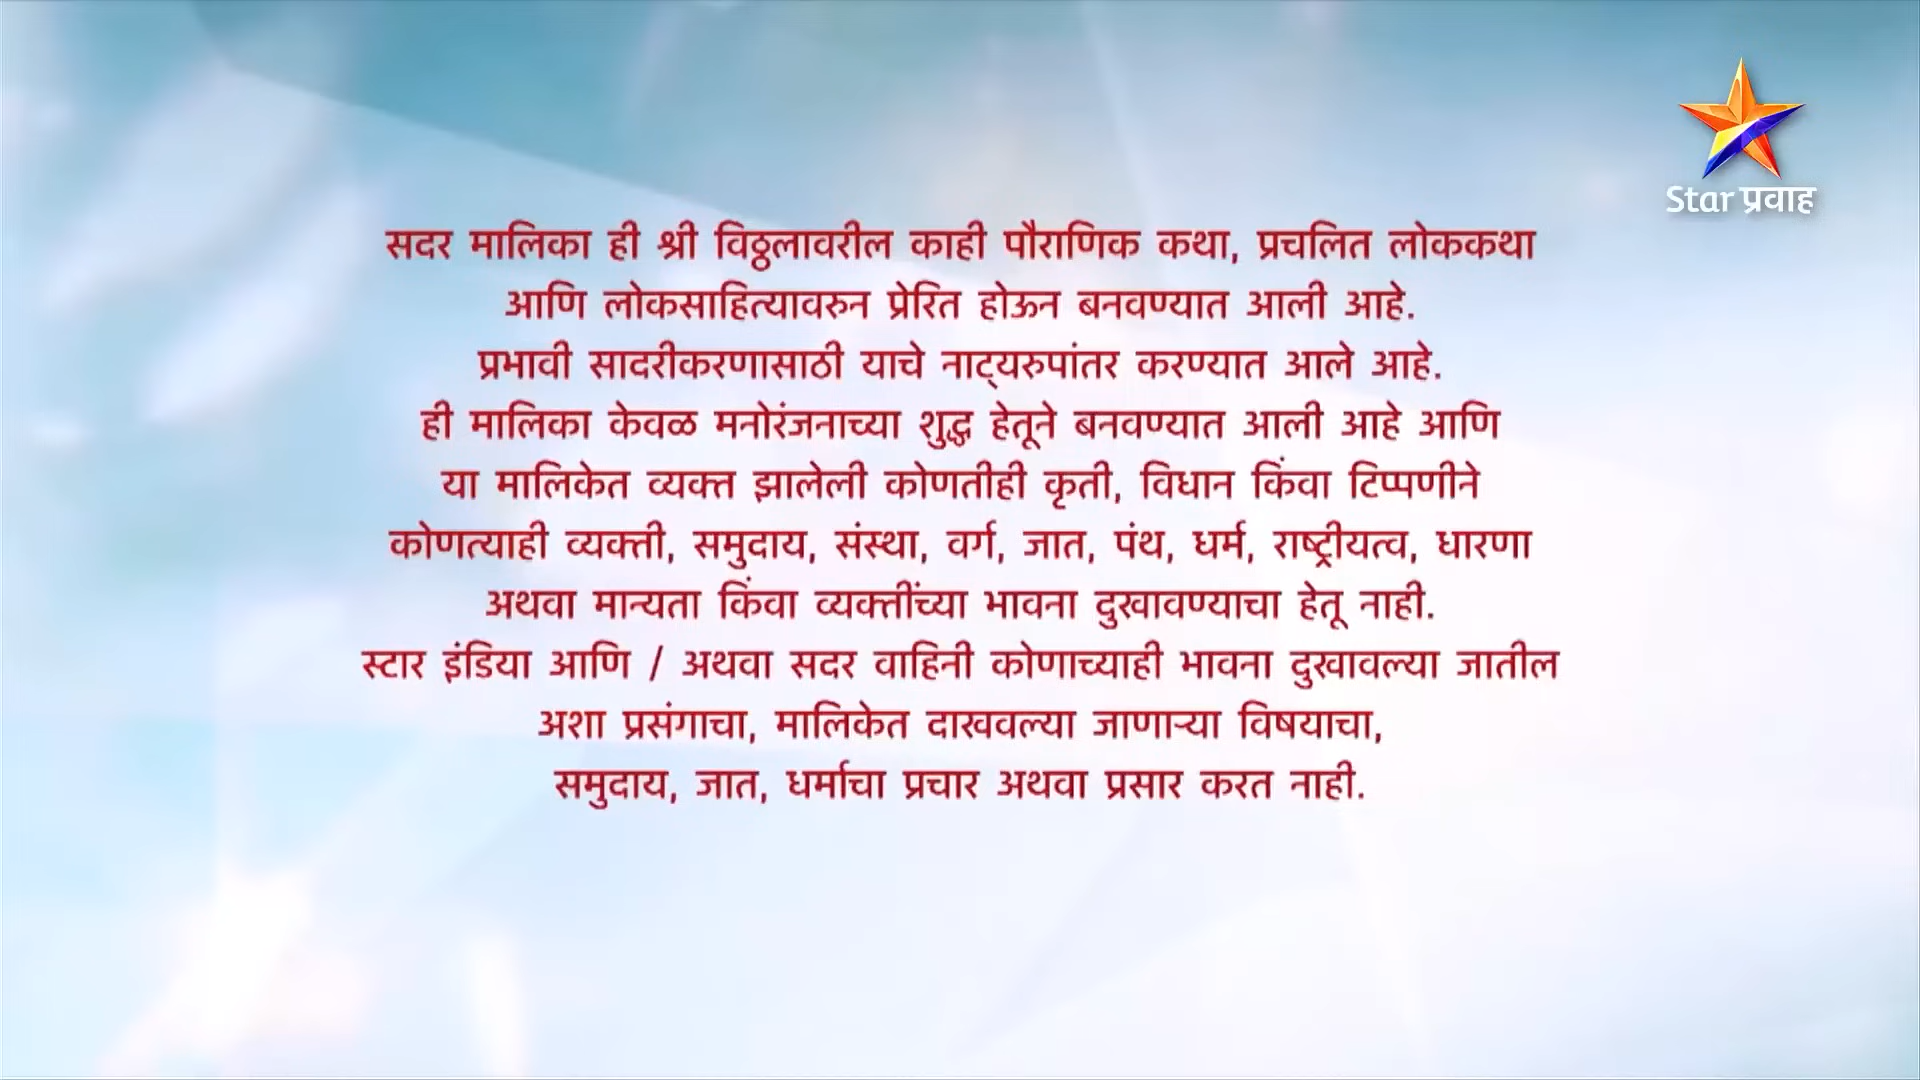 Star प्रवाह
सदर मालिका ही श्री विठ्ठलावरील काही पौराणिक कथा, प्रचलित लोककथा
आणि लोकसाहित्यावरुन प्रेरित होऊन बनवण्यात आली आहे.
प्रभावी सादरीकरणासाठी याचे नाट्यरुपांतर करण्यात आले आहे.
ही मालिका केवळ मनोरंजनाच्या शुद्ध हेतूने बनवण्यात आली आहे आणि
या मालिकेत व्यक्त झालेली कोणतीही कृती, विधान किंवा टिप्पणीने
कोणत्याही व्यक्ती, समुदाय, संस्था, वर्ग, जात, पंथ, धर्म, राष्ट्रीयत्व, धारणा
अथवा मान्यता किंवा व्यक्तींच्या भावना दुखावण्याचा हेतू नाही.
स्टार इंडिया आणि / अथवा सदर वाहिनी कोणाच्याही भावना दुखावल्या जातील
अशा प्रसंगाचा, मालिकेत दाखवल्या जाणाऱ्या विषयाचा,
समुदाय, जात, धर्माचा प्रचार अथवा प्रसार करत नाही.